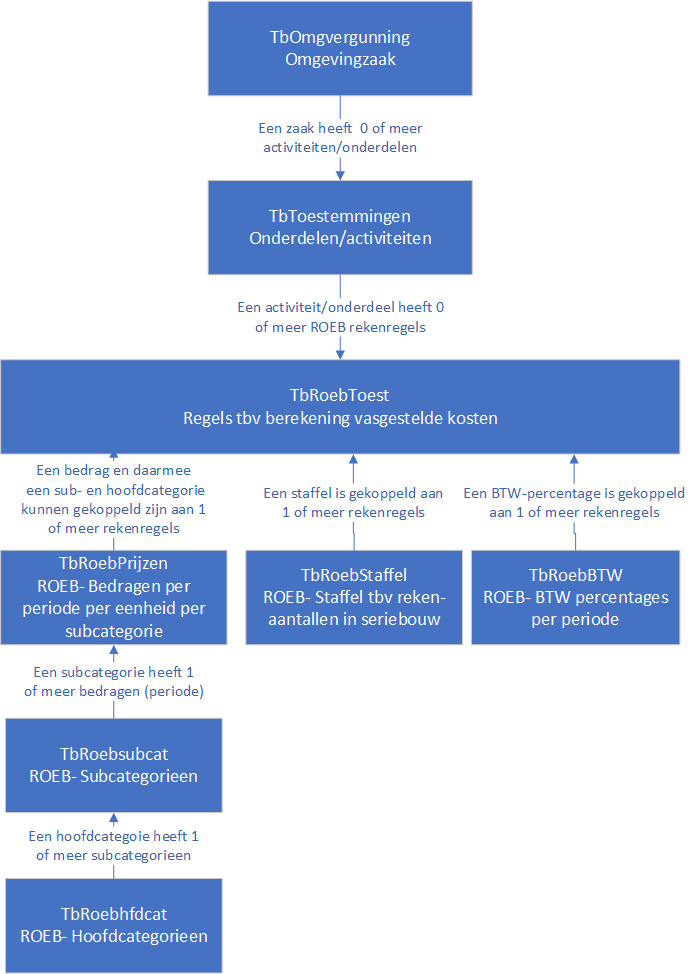 TbOmgvergunning
Omgevingzaak
Een zaak heeft 0 of meer
activiteiten/onderdelen
TbToestemmingen
Onderdelen/activiteiten
Een activiteit/onderdeel heeft 0
of meer ROEB rekenregels
TbRoebToest
Regels tbv berekening vasgestelde kosten
Een bedrag en daarmee
een sub- en hoofdcategorie
kunnen gekoppeld zijn aan 1
of meer rekenregels
Een staffel is gekoppeld aan
1 of meer rekenregels
Een BTW-percentage is gekoppeld
aan 1 of meer rekenregels
TbRoebPrijzen
ROEB- Bedragen per
periode per eenheid per
subcategorie
TbRoebStaffel
ROEB- Staffel tbv reken-
aantallen in seriebouw
TbRoebBTW
ROEB- BTW percentages
per periode
Een subcategorie heeft 1
of meer bedragen (periode)
TbRoebsubcat
ROEB- Subcategorieen
Een hoofdcategoie heeft 1
of meer subcategorieen
TbRoebhfdcat
ROEB- Hoofdcategorieen